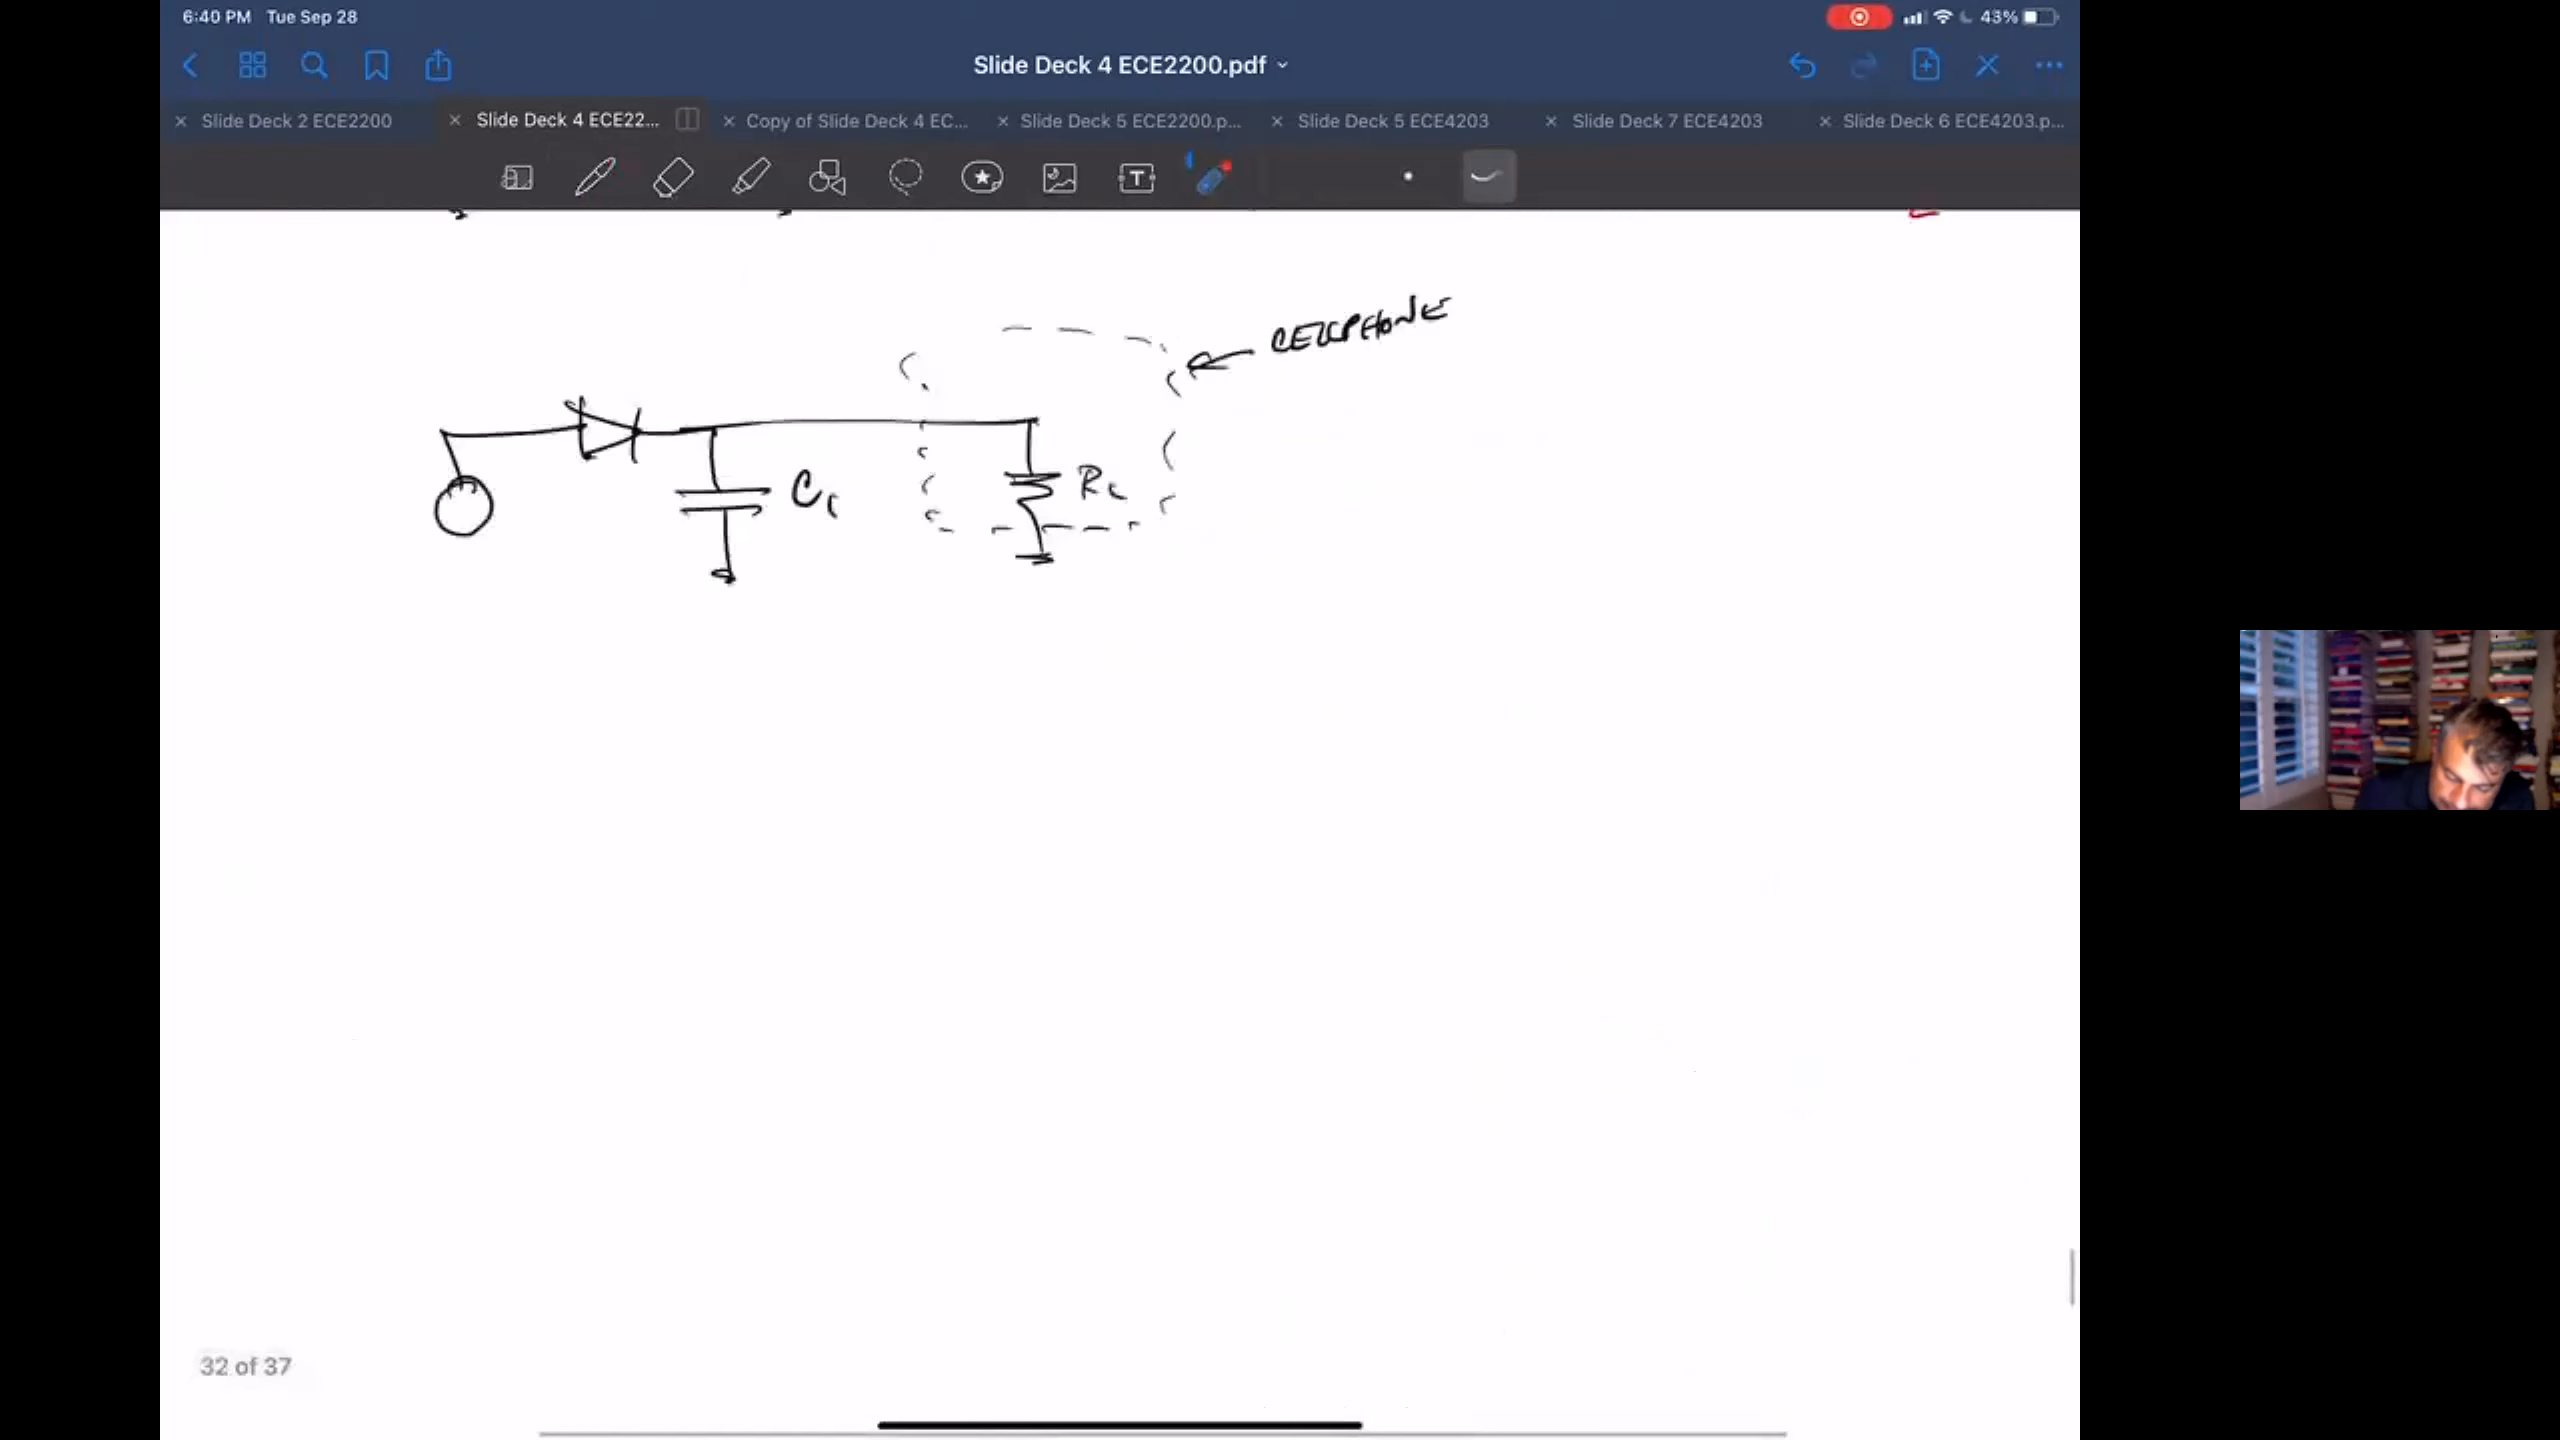 6:40 PM Tue Sep 28
43%
Slide Deck 4 ECE2200.pdf
Slide Deck 2 ECE2200
Slide Deck 4 ECE22...
Copy of Slide Deck 4 EC...
Slide Deck 5 ECE2200.p...
Slide Deck 5 ECE4203
Slide Deck 7 ECE4203
Slide Deck 6 ECE4203.p...
CELLPHONE
C1
RL
32 of 37